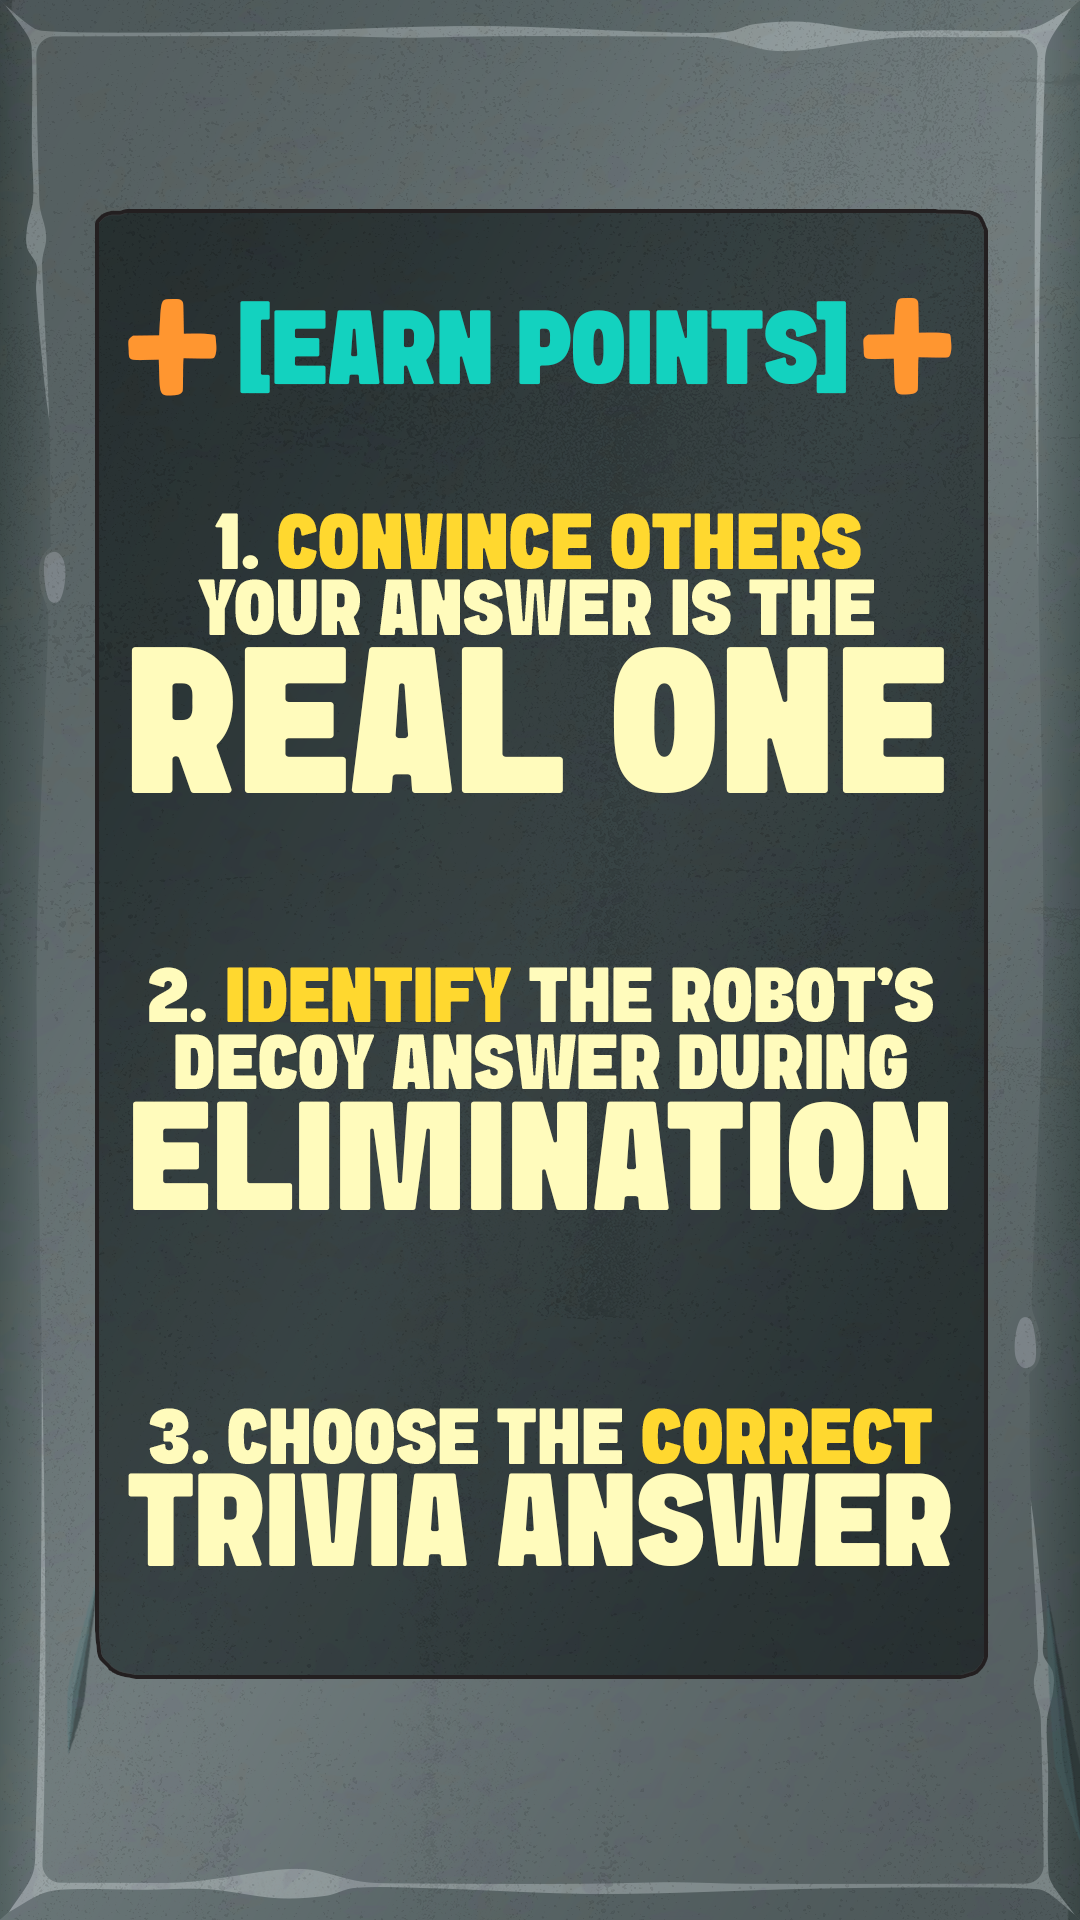 + [EARN POINTS] +
1. CONVINCE OTHERS
YOUR ANSWER IS THE
REAL ONE
2. IDENTIFY THE ROBOT’S
DECOY ANSWER DURING
ELIMINATION
3. CHOOSE THE CORRECT
TRIVIA ANSWER